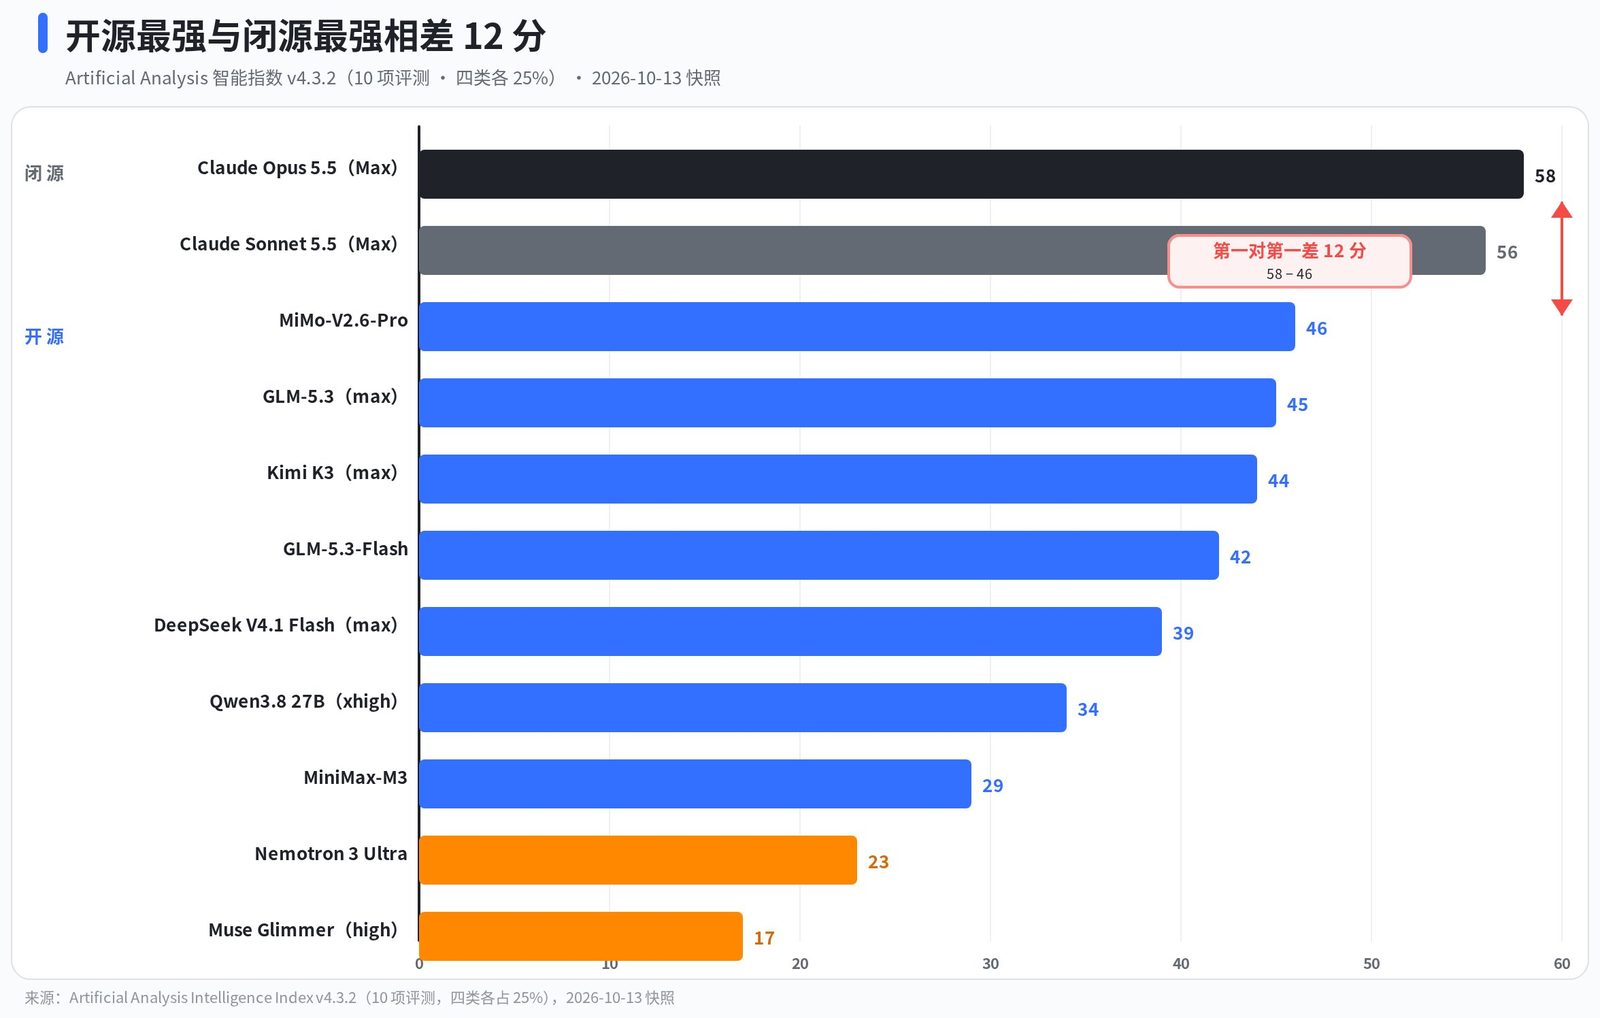 开源最强与闭源最强相差 12 分
Artificial Analysis 智能指数 v4.3.2（10 项评测 · 四类各 25%） · 2026-10-13 快照
闭源
Claude Opus 5.5（Max）
58
Claude Sonnet 5.5（Max）
56
第一对第一差 12 分
58 – 46
开源
MiMo-V2.6-Pro
46
GLM-5.3（max）
45
Kimi K3（max）
44
GLM-5.3-Flash
42
DeepSeek V4.1 Flash（max）
39
Qwen3.8 27B（xhigh）
34
MiniMax-M3
29
Nemotron 3 Ultra
23
Muse Glimmer（high）
17
0 10 20 30 40 50 60
来源：Artificial Analysis Intelligence Index v4.3.2（10 项评测，四类各占 25%），2026-10-13 快照